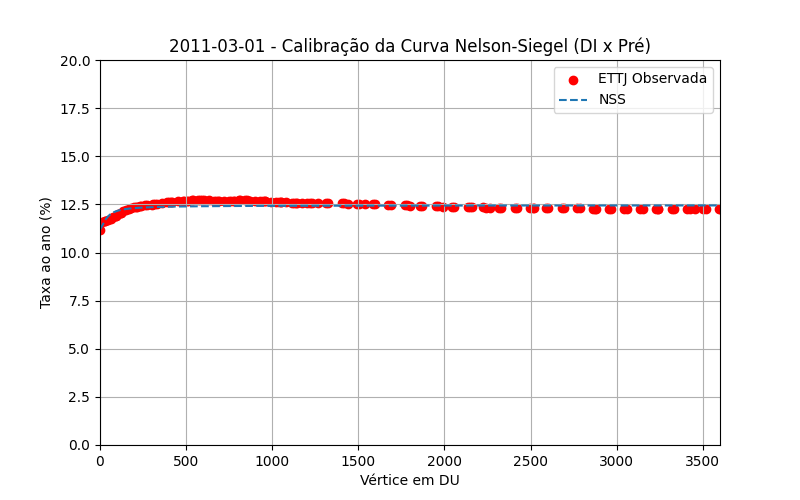 2011-03-01 - Calibração da Curva Nelson-Siegel (DI x Pré)
ETTJ Observada
NSS
Taxa ao ano (%)
20.0
17.5
15.0
12.5
10.0
7.5
5.0
2.5
0.0
0 500 1000 1500 2000 2500 3000 3500
Vértice em DU